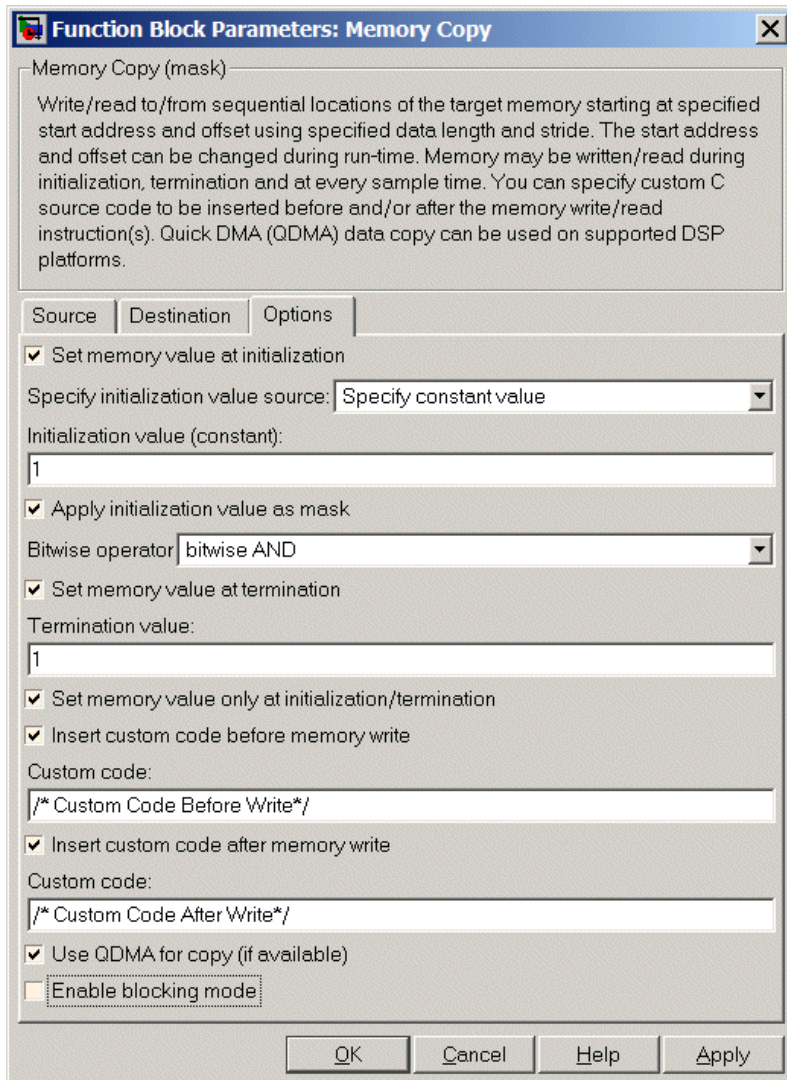 Function Block Parameters: Memory Copy
Memory Copy (mask)
Write/read to/from sequential locations of the target memory starting at specified
start address and offset using specified data length and stride. The start address
and offset can be changed during run-time. Memory may be written/read during
initialization, termination and at every sample time. You can specify custom C
source code to be inserted before and/or after the memory write/read
instruction(s). Quick DMA (QDMA) data copy can be used on supported DSP
platforms.
Source Destination Options
Set memory value at initialization
Specify initialization value source: Specify constant value
Initialization value (constant):
1
Apply initialization value as mask
Bitwise operator bitwise AND
Set memory value at termination
Termination value:
1
Set memory value only at initialization/termination
Insert custom code before memory write
Custom code:
/* Custom Code Before Write*/
Insert custom code after memory write
Custom code:
/* Custom Code After Write*/
Use QDMA for copy (if available)
Enable blocking mode
OK Cancel Help Apply